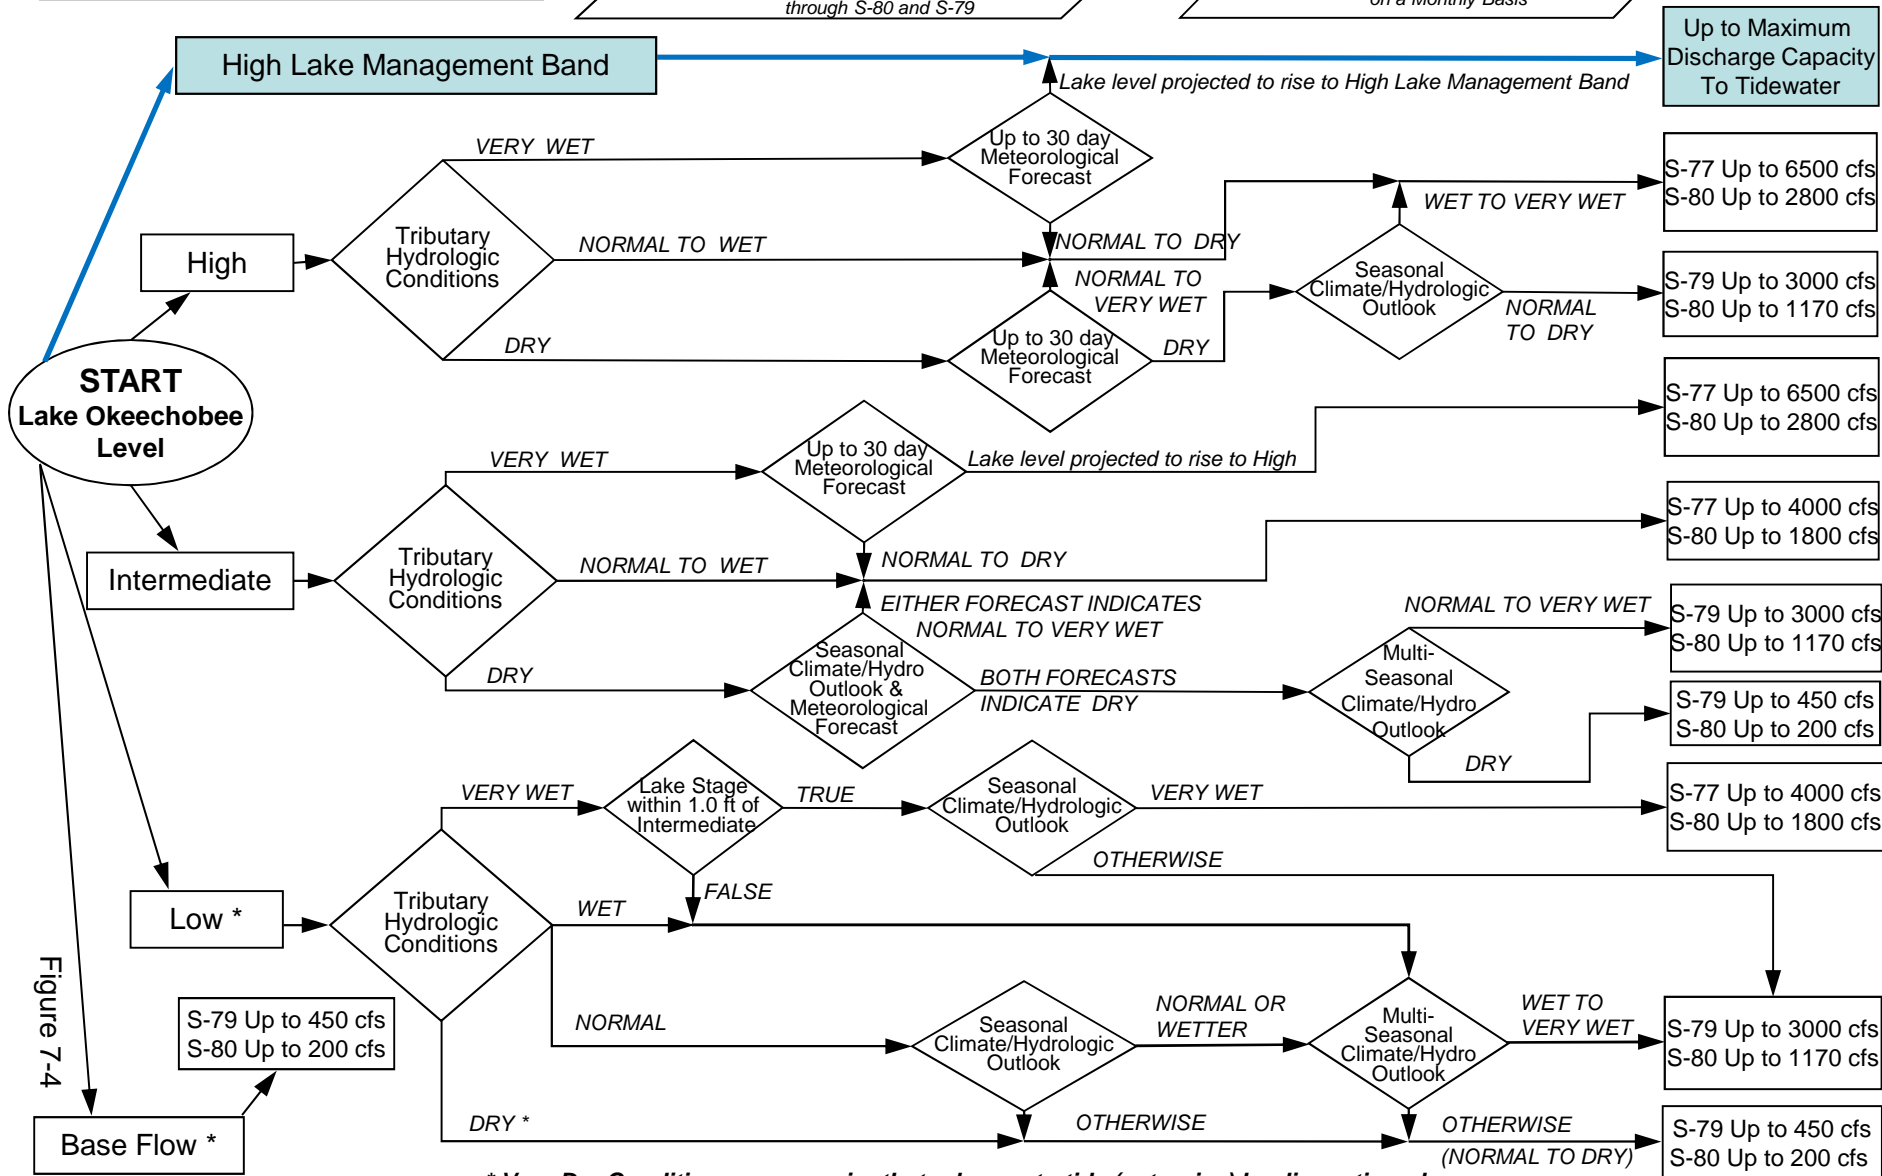 through S-80 and S-79
on a Monthly Basis
High Lake Management Band
Up to Maximum
Discharge Capacity
To Tidewater
Lake level projected to rise to High Lake Management Band
VERY WET
Up to 30 day
Meteorological
Forecast
S-77 Up to 6500 cfs
S-80 Up to 2800 cfs
WET TO VERY WET
High
Tributary
Hydrologic
Conditions
NORMAL TO WET
NORMAL TO DRY
NORMAL TO
VERY WET
Seasonal
Climate/Hydrologic
Outlook
NORMAL
TO DRY
S-79 Up to 3000 cfs
S-80 Up to 1170 cfs
DRY
Up to 30 day
Meteorological
Forecast
DRY
START
Lake Okeechobee
Level
S-77 Up to 6500 cfs
S-80 Up to 2800 cfs
VERY WET
Up to 30 day
Meteorological
Forecast
Lake level projected to rise to High
S-77 Up to 4000 cfs
S-80 Up to 1800 cfs
Intermediate
Tributary
Hydrologic
Conditions
NORMAL TO WET
NORMAL TO DRY
EITHER FORECAST INDICATES
NORMAL TO VERY WET
NORMAL TO VERY WET
S-79 Up to 3000 cfs
S-80 Up to 1170 cfs
DRY
Seasonal
Climate/Hydro
Outlook &
Meteorological
Forecast
BOTH FORECASTS
INDICATE DRY
Multi-
Seasonal
Climate/Hydro
Outlook
DRY
S-79 Up to 450 cfs
S-80 Up to 200 cfs
VERY WET
Lake Stage
within 1.0 ft of
Intermediate
TRUE
Seasonal
Climate/Hydrologic
Outlook
VERY WET
S-77 Up to 4000 cfs
S-80 Up to 1800 cfs
OTHERWISE
FALSE
Low *
Tributary
Hydrologic
Conditions
WET
NORMAL
Seasonal
Climate/Hydrologic
Outlook
NORMAL OR
WETTER
Multi-
Seasonal
Climate/Hydro
Outlook
WET TO
VERY WET
S-79 Up to 3000 cfs
S-80 Up to 1170 cfs
Figure 7-4
S-79 Up to 450 cfs
S-80 Up to 200 cfs
Base Flow *
DRY *
OTHERWISE
OTHERWISE
(NORMAL TO DRY)
S-79 Up to 450 cfs
S-80 Up to 200 cfs